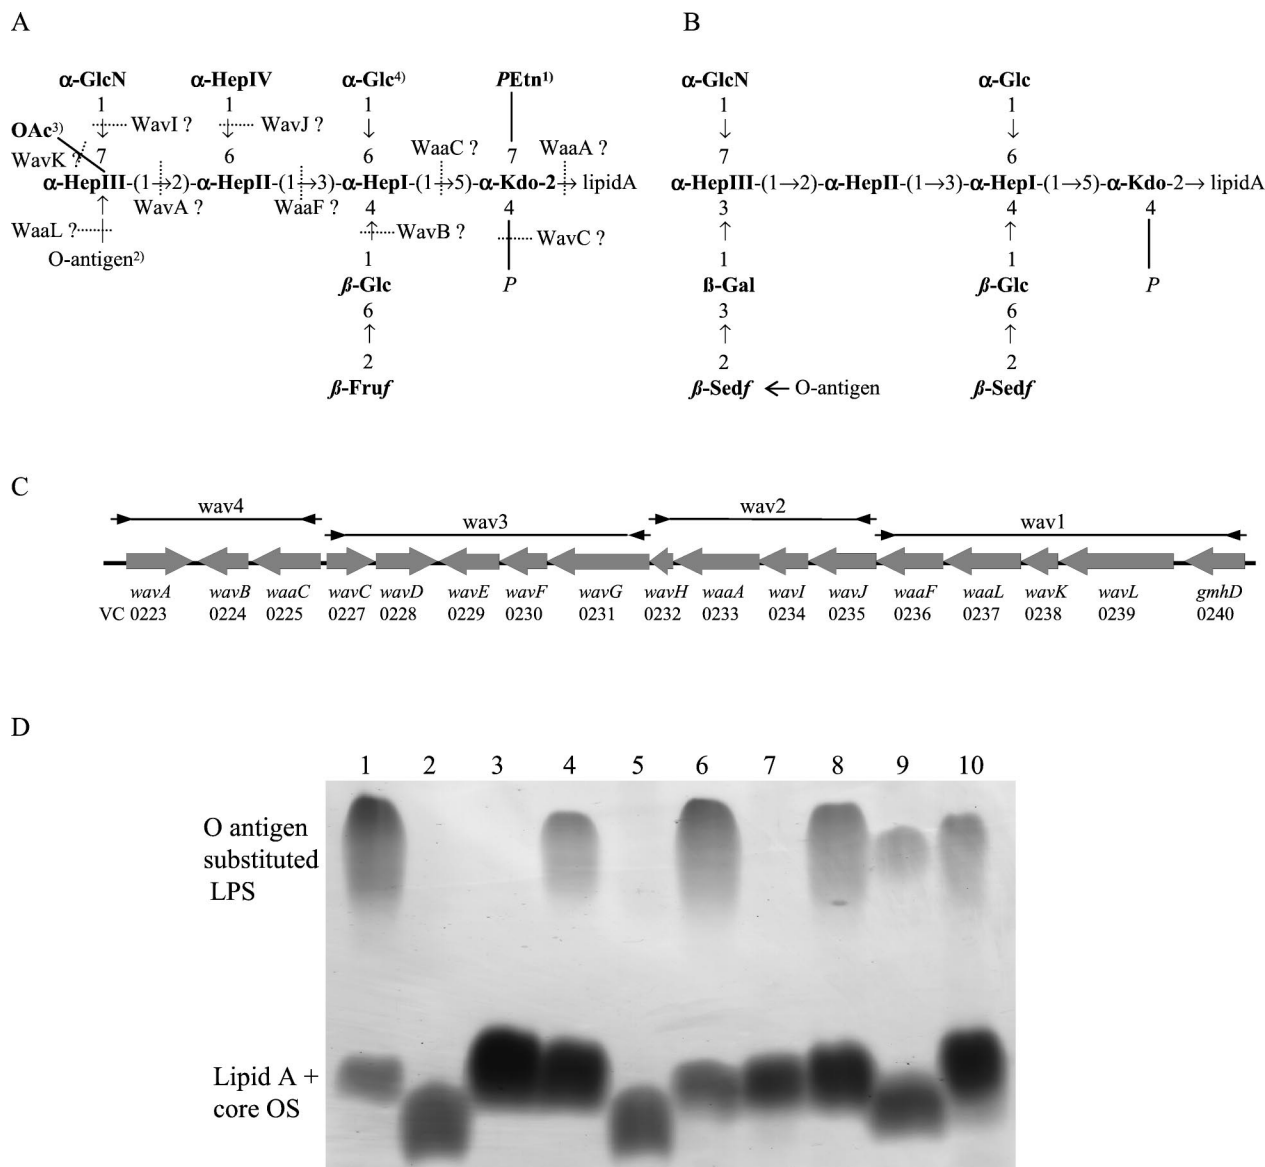 A
B
α-GlcN α-HepIV α-Glc4) PEtn1)
1 1 1
OAc3) WavI ? WavJ ? WaaC ? WaaA ?
WavK ? 7 6 6 7
α-HepIII-(1→2)-α-HepII-(1→3)-α-HepI-(1→5)-α-Kdo-2→ lipidA
WavA ? WaaF ? 4 4
WaaL ? WavB ? WavC ?
O-antigen2) 1
β-Glc P
6
2
β-Fruf
α-GlcN α-Glc
1 1
↓ ↓
7 6
α-HepIII-(1→2)-α-HepII-(1→3)-α-HepI-(1→5)-α-Kdo-2→ lipidA
3 4 4
↑ ↑
1 1
ß-Gal β-Glc P
3 6
↑ ↑
2 2
β-Sedf ← O-antigen β-Sedf
C
wav4 wav3 wav2 wav1
wavA wavB waaC wavC wavD wavE wavF wavG wavH waaA wavI wavJ waaF waaL wavK wavL gmhD
VC 0223 0224 0225 0227 0228 0229 0230 0231 0232 0233 0234 0235 0236 0237 0238 0239 0240
D
1 2 3 4 5 6 7 8 9 10
O antigen
substituted
LPS
Lipid A +
core OS